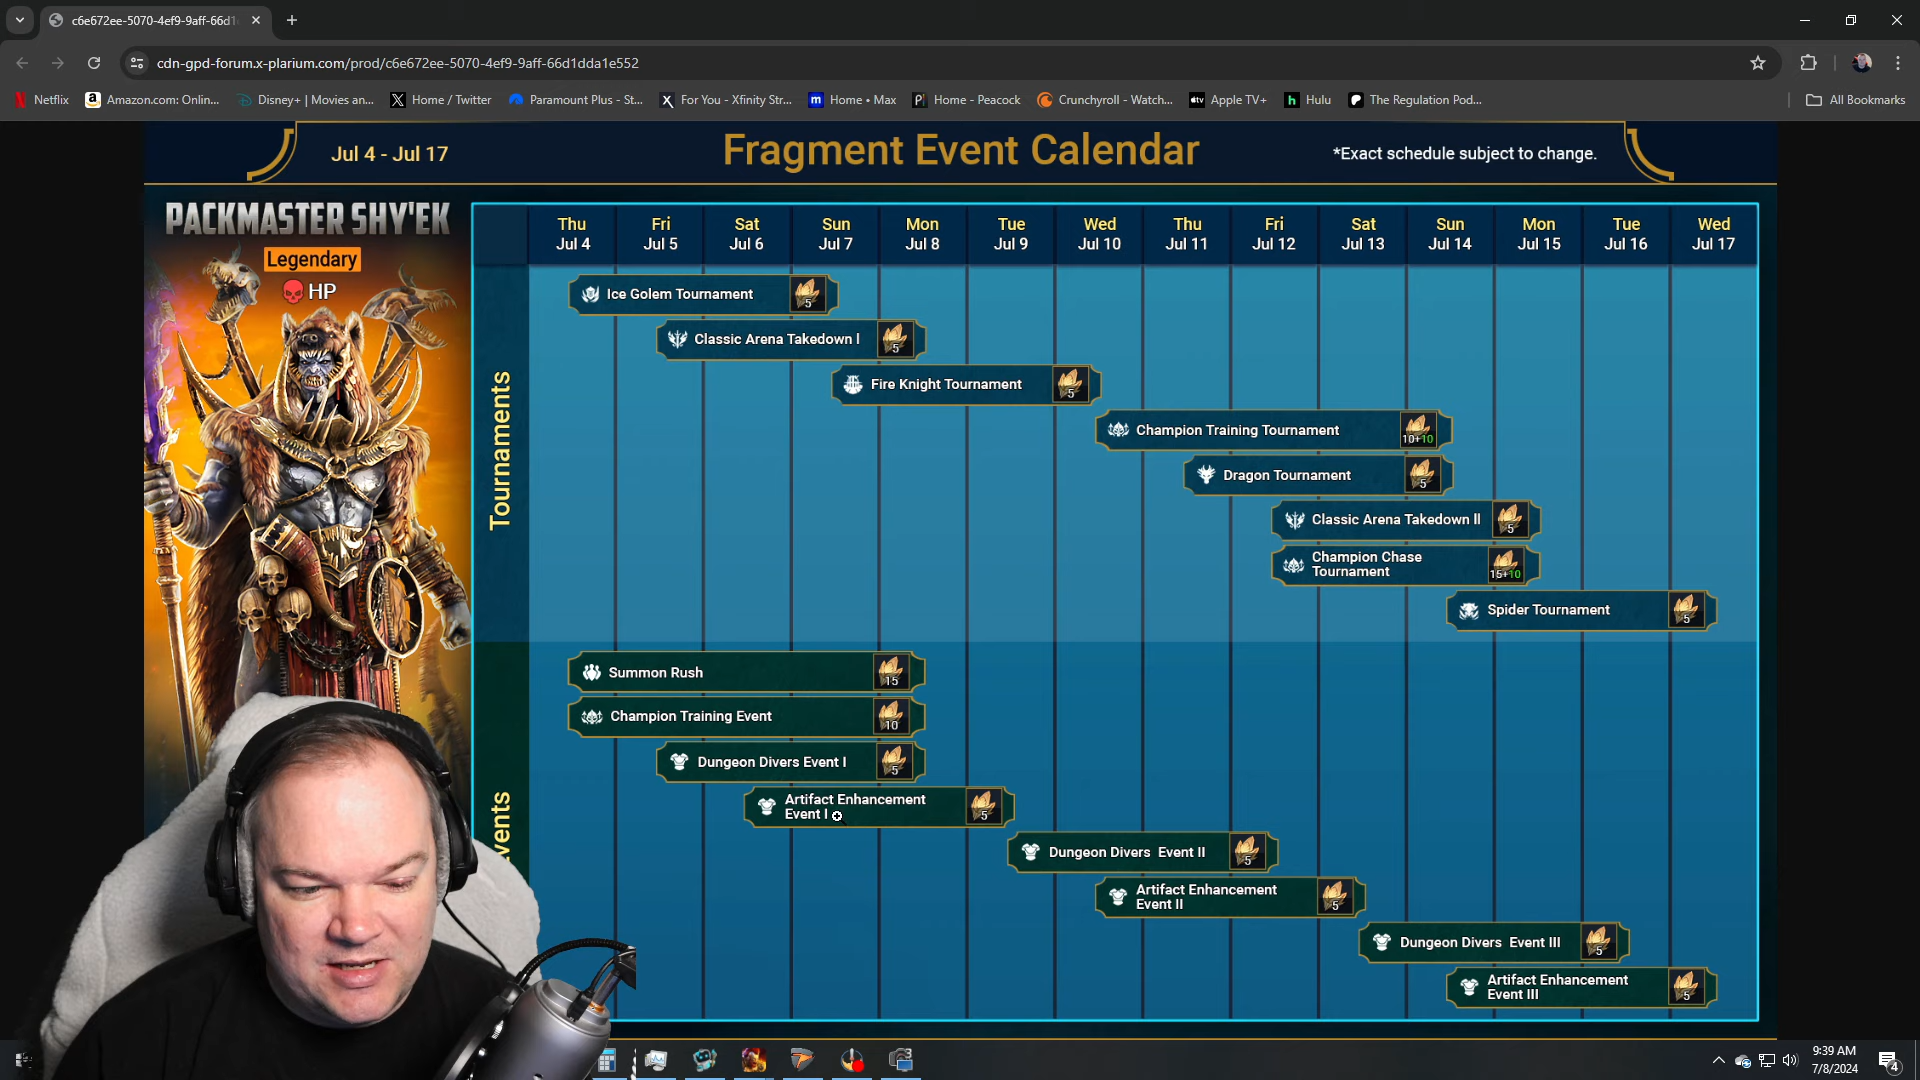 c6e672ee-5070-4ef9-9aff-66d1
cdn-gpd-forum.x-plarium.com/prod/c6e672ee-5070-4ef9-9aff-66d1dda1e552
Netflix
Amazon.com: Onlin...
Disney+ | Movies an...
Home / Twitter
Paramount Plus - St...
For You - Xfinity Str...
Home • Max
Home - Peacock
Crunchyroll - Watch...
Apple TV+
Hulu
The Regulation Pod...
All Bookmarks
Jul 4 - Jul 17
Fragment Event Calendar
*Exact schedule subject to change.
PACKMASTER SHY'EK
Legendary
HP
Thu Jul 4
Fri Jul 5
Sat Jul 6
Sun Jul 7
Mon Jul 8
Tue Jul 9
Wed Jul 10
Thu Jul 11
Fri Jul 12
Sat Jul 13
Sun Jul 14
Mon Jul 15
Tue Jul 16
Wed Jul 17
Tournaments
Ice Golem Tournament 5
Classic Arena Takedown I 5
Fire Knight Tournament 5
Champion Training Tournament 10+10
Dragon Tournament 5
Classic Arena Takedown II 5
Champion Chase
Tournament 15+10
Spider Tournament 5
Summon Rush 15
Champion Training Event 10
Dungeon Divers Event I 5
Artifact Enhancement
Event I 5
Dungeon Divers Event II 5
Artifact Enhancement
Event II 5
Dungeon Divers Event III 5
Artifact Enhancement
Event III 5
9:39 AM
7/8/2024
4